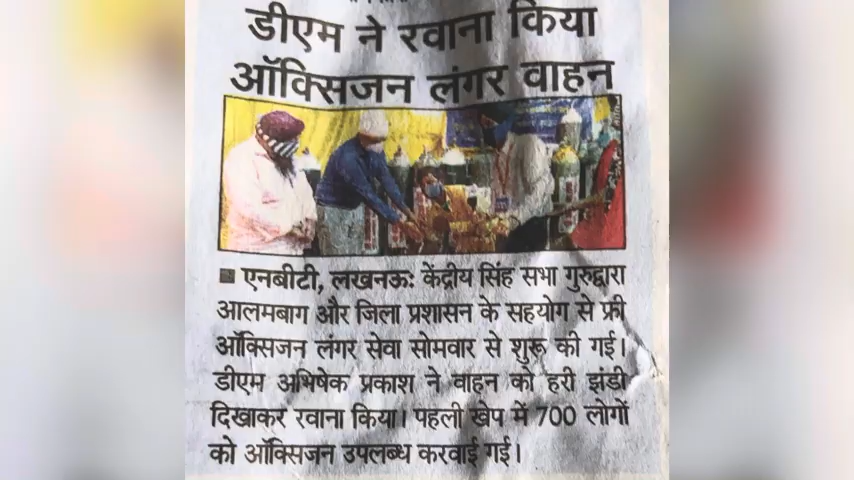 डीएम ने रवाना किया
ऑक्सिजन लंगर वाहन
■ एनबीटी, लखनऊ: केंद्रीय सिंह सभा गुरुद्वारा
आलमबाग और जिला प्रशासन के सहयोग से फ्री
ऑक्सिजन लंगर सेवा सोमवार से शुरू की गई।
डीएम अभिषेक प्रकाश ने वाहन को हरी झंडी
दिखाकर रवाना किया। पहली खेप में 700 लोगों
को ऑक्सिजन उपलब्ध करवाई गई।